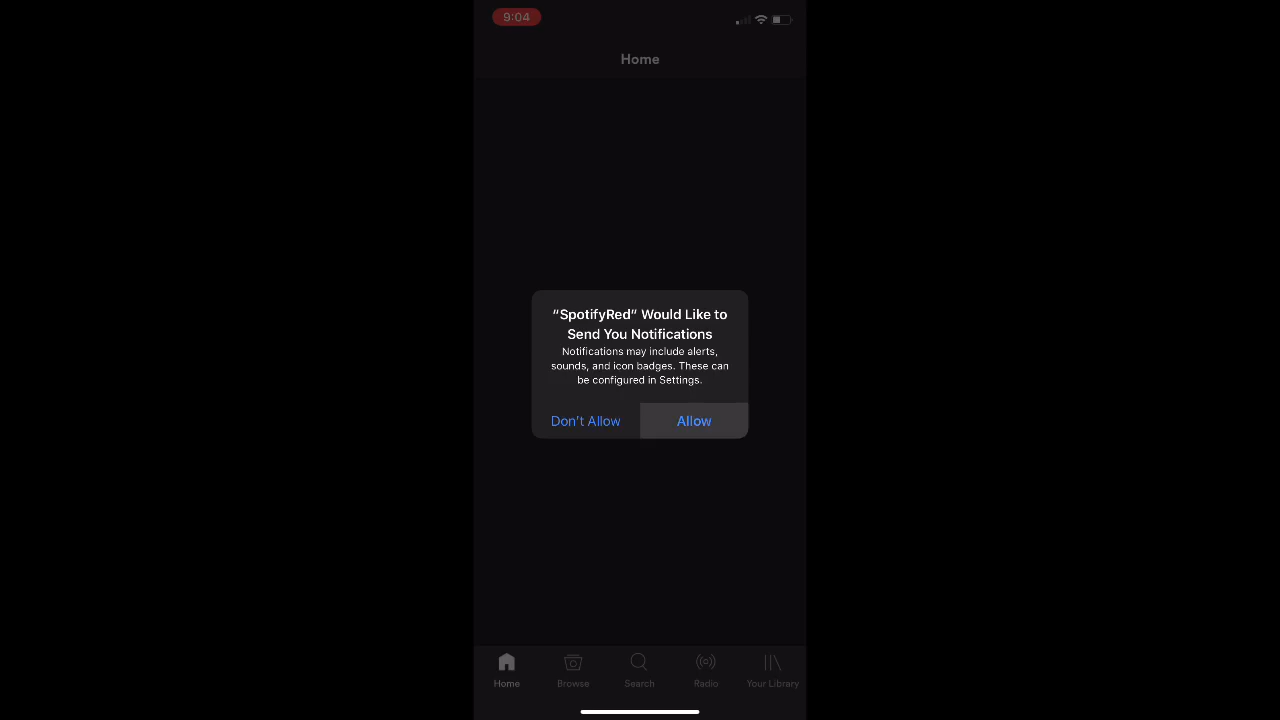 9:04
Home
“SpotifyRed” Would Like to
Send You Notifications
Notifications may include alerts,
sounds, and icon badges. These can
be configured in Settings.
Don’t Allow
Allow
Home
Browse
Search
Radio
Your Library